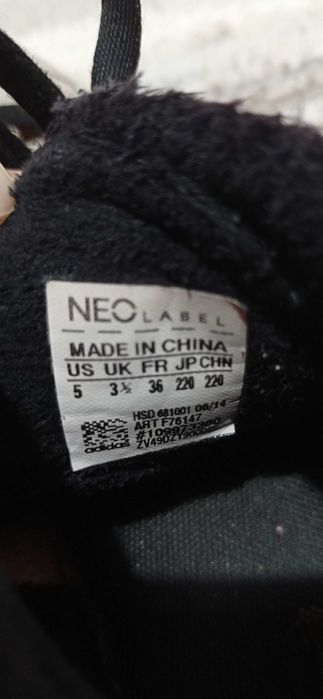 NEO LABEL
MADE IN CHINA
US UK FR JP CHN
5 3½ 36 220 220
HSD 681001 06/14
ART F76147
adidas